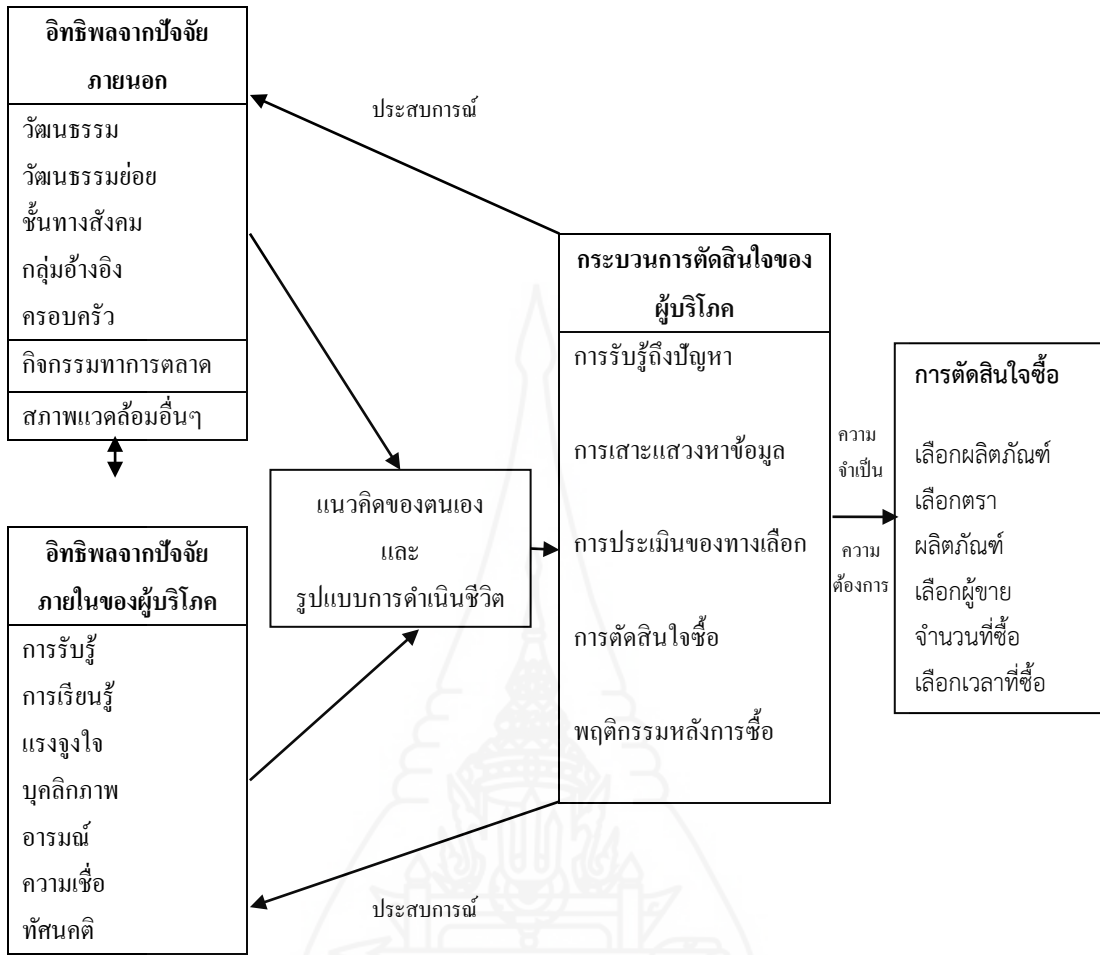 อิทธิพลจากปัจจัย
ภายนอก
วัฒนธรรม
วัฒนธรรมย่อย
ชั้นทางสังคม
กลุ่มอ้างอิง
ครอบครัว
กิจกรรมทาการตลาด
สภาพแวดล้อมอื่นๆ
อิทธิพลจากปัจจัย
ภายในของผู้บริโภค
การรับรู้
การเรียนรู้
แรงจูงใจ
บุคลิกภาพ
อารมณ์
ความเชื่อ
ทัศนคติ
ประสบการณ์
แนวคิดของตนเอง
และ
รูปแบบการดำเนินชีวิต
ประสบการณ์
กระบวนการตัดสินใจของ
ผู้บริโภค
การรับรู้ถึงปัญหา
การเสาะแสวงหาข้อมูล
การประเมินของทางเลือก
การตัดสินใจซื้อ
พฤติกรรมหลังการซื้อ
ความ
จำเป็น
ความ
ต้องการ
การตัดสินใจซื้อ
เลือกผลิตภัณฑ์
เลือกตรา
ผลิตภัณฑ์
เลือกผู้ขาย
จำนวนที่ซื้อ
เลือกเวลาที่ซื้อ